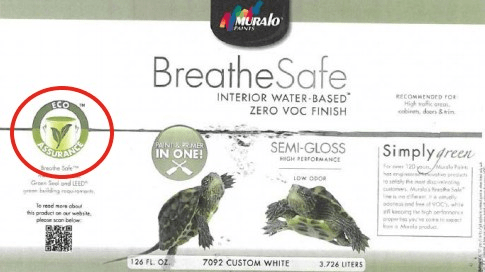 MURALO
PAINTS
BreatheSafe
INTERIOR WATER-BASED
ZERO VOC FINISH
RECOMMENDED FOR:
High traffic areas,
cabinets, doors & trim.
ECO
ASSURANCE
TM
Breathe Safe™
Green Seal and LEED
green building requirements.
To read more about
this product on our website,
please scan below:
PAINT & PRIMER
IN ONE!
SEMI-GLOSS
HIGH PERFORMANCE
LOW ODOR
Simply green
For over 120 years, Muralo Paints
has engineered innovative products
to satisfy the most discriminating
customers. Muralo's Breathe Safe™
line is no different; it is virtually
odorless and free of VOC's, while
still keeping the high performance
properties you've come to expect
from a Muralo product.
126 FL. OZ.
7092 CUSTOM WHITE
3.726 LITERS